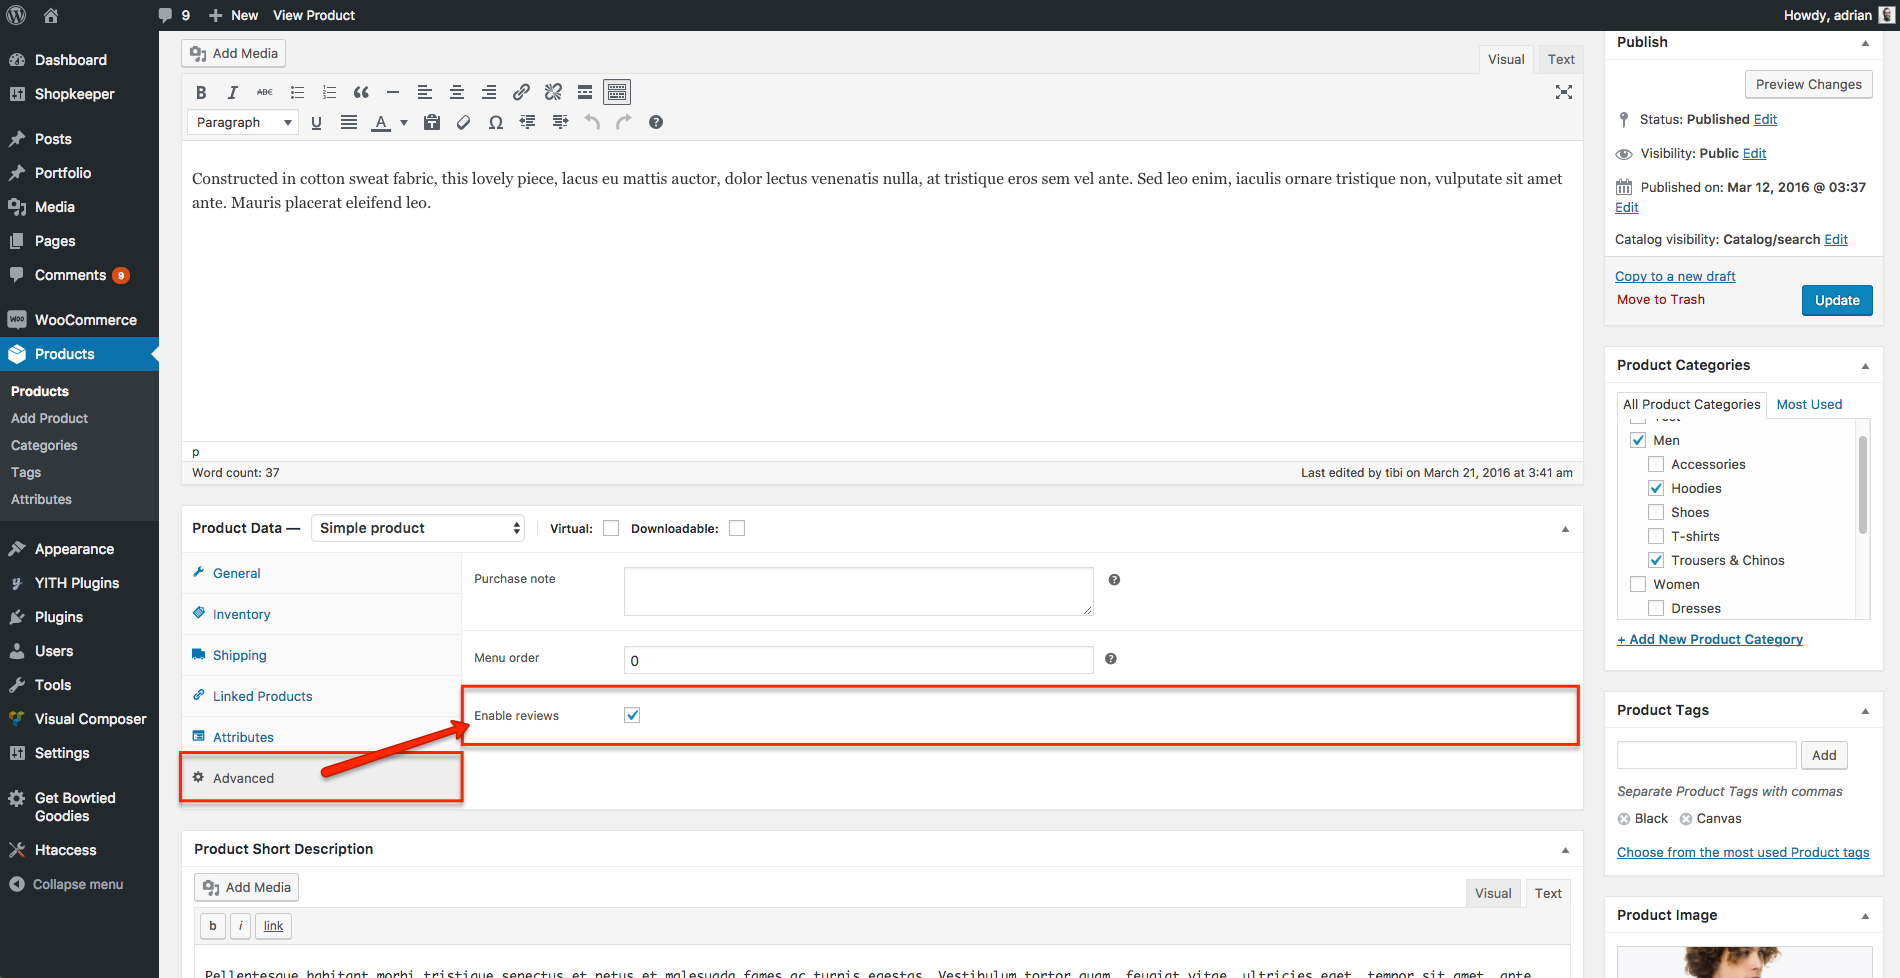 9
New
View Product
Howdy, adrian
Dashboard
Shopkeeper
Posts
Portfolio
Media
Pages
Comments 9
WooCommerce
Products
Products
Add Product
Categories
Tags
Attributes
Appearance
YITH Plugins
Plugins
Users
Tools
Visual Composer
Settings
Get Bowtied
Goodies
Htaccess
Collapse menu
Add Media
Visual
Text
B I ABC
Paragraph
U A Ω
Constructed in cotton sweat fabric, this lovely piece, lacus eu mattis auctor, dolor lectus venenatis nulla, at tristique eros sem vel ante. Sed leo enim, iaculis ornare tristique non, vulputate sit amet
ante. Mauris placerat eleifend leo.
p
Word count: 37
Last edited by tibi on March 21, 2016 at 3:41 am
Product Data —
Simple product
Virtual:
Downloadable:
General
Inventory
Shipping
Linked Products
Attributes
Advanced
Purchase note
Menu order
0
Enable reviews
Product Short Description
Add Media
Visual
Text
b
i
link
Pellentesque habitant morbi tristique senectus et netus et malesuada fames ac turpis egestas. Vestibulum tortor quam, feugiat vitae, ultricies eget, tempor sit amet, ante
Publish
Preview Changes
Status: Published Edit
Visibility: Public Edit
Published on: Mar 12, 2016 @ 03:37
Edit
Catalog visibility: Catalog/search Edit
Copy to a new draft
Move to Trash
Update
Product Categories
All Product Categories
Most Used
Men
Accessories
Hoodies
Shoes
T-shirts
Trousers & Chinos
Women
Dresses
+ Add New Product Category
Product Tags
Add
Separate Product Tags with commas
Black
Canvas
Choose from the most used Product tags
Product Image